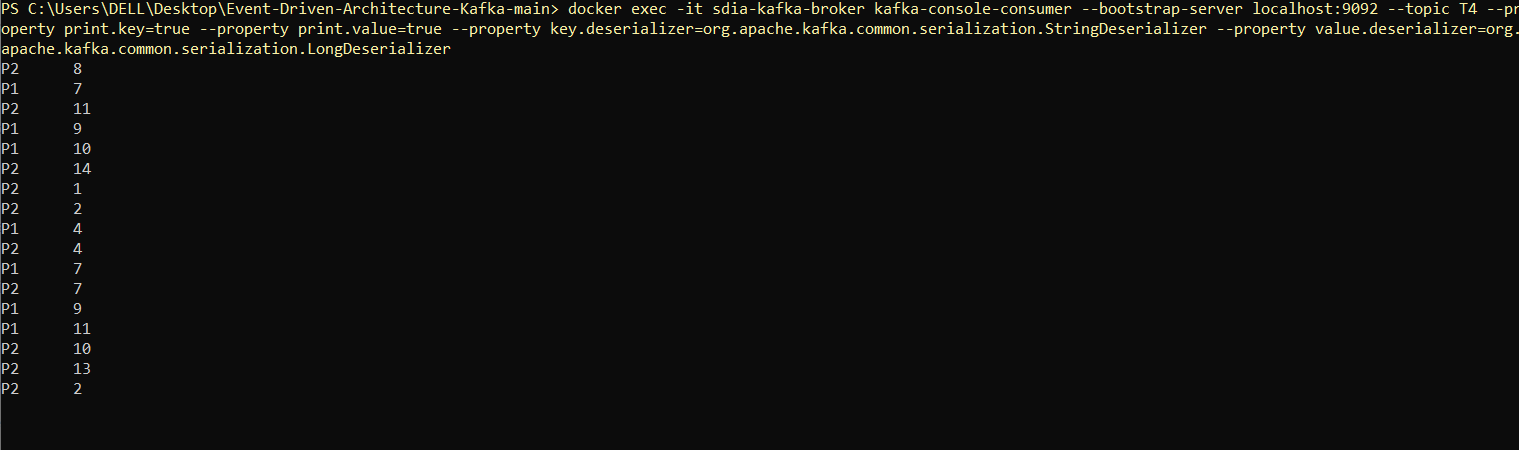 PS C:\Users\DELL\Desktop\Event-Driven-Architecture-Kafka-main> docker exec -it sdia-kafka-broker kafka-console-consumer --bootstrap-server localhost:9092 --topic T4 --pr
operty print.key=true --property print.value=true --property key.deserializer=org.apache.kafka.common.serialization.StringDeserializer --property value.deserializer=org.
apache.kafka.common.serialization.LongDeserializer
P2 8
P1 7
P2 11
P1 9
P1 10
P2 14
P2 1
P2 2
P1 4
P2 4
P1 7
P2 7
P1 9
P1 11
P2 10
P2 13
P2 2